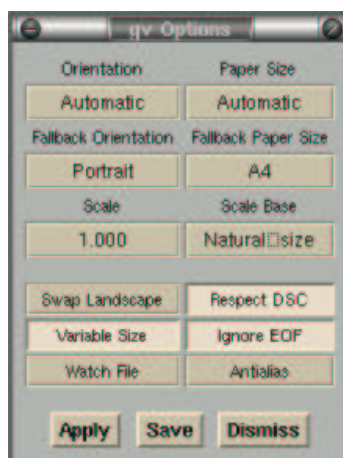 gv Options
Orientation Paper Size
Automatic Automatic
Fallback Orientation Fallback Paper Size
Portrait A4
Scale Scale Base
1.000 Natural size
Swap Landscape Respect DSC
Variable Size Ignore EOF
Watch File Antialias
Apply Save Dismiss